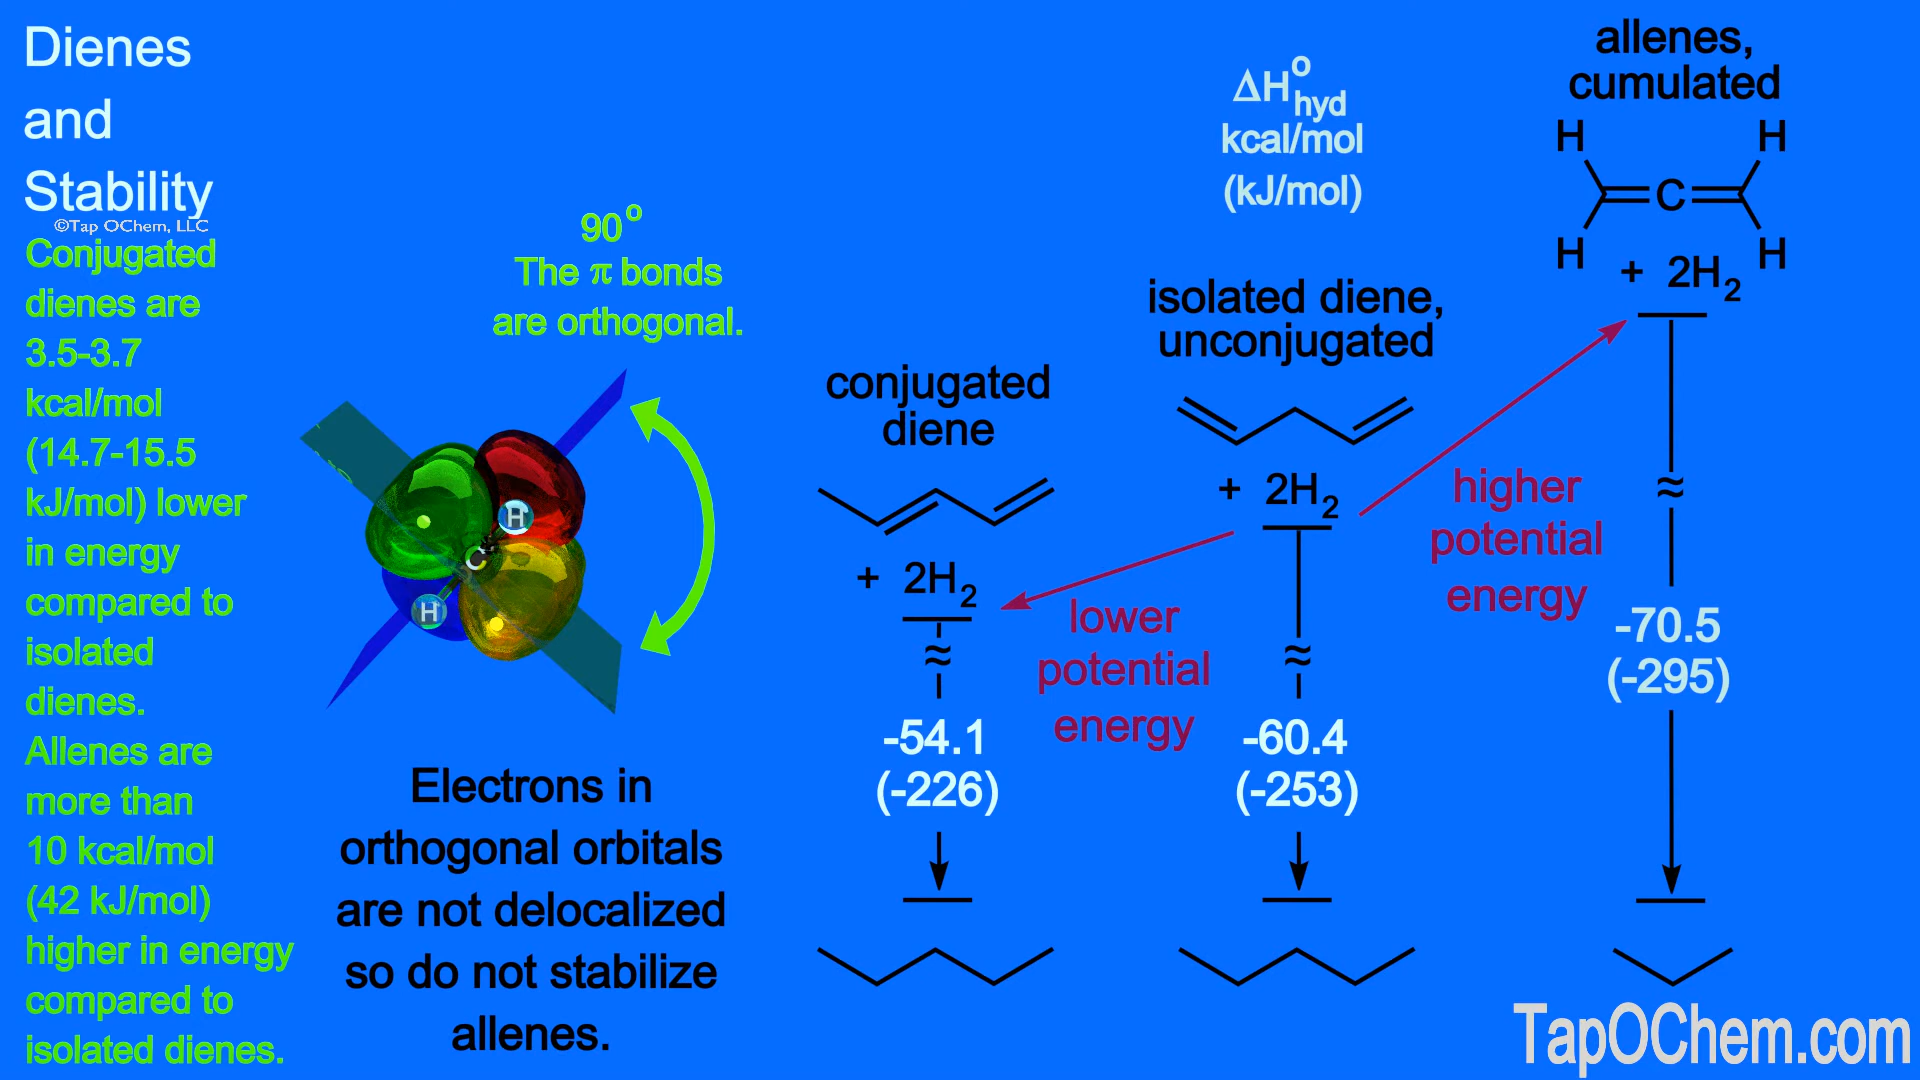 Dienes
and
Stability
©Tap OChem, LLC
Conjugated
dienes are
3.5-3.7
kcal/mol
(14.7-15.5
kJ/mol) lower
in energy
compared to
isolated
dienes.
Allenes are
more than
10 kcal/mol
(42 kJ/mol)
higher in energy
compared to
isolated dienes.
90°
The π bonds
are orthogonal.
H
C
H
Electrons in
orthogonal orbitals
are not delocalized
so do not stabilize
allenes.
conjugated
diene
+ 2H₂
≈
-54.1
(-226)
lower
potential
energy
ΔH°hyd
kcal/mol
(kJ/mol)
isolated diene,
unconjugated
+ 2H₂
≈
-60.4
(-253)
higher
potential
energy
allenes,
cumulated
H H
C
H H
+ 2H₂
≈
-70.5
(-295)
TapOChem.com